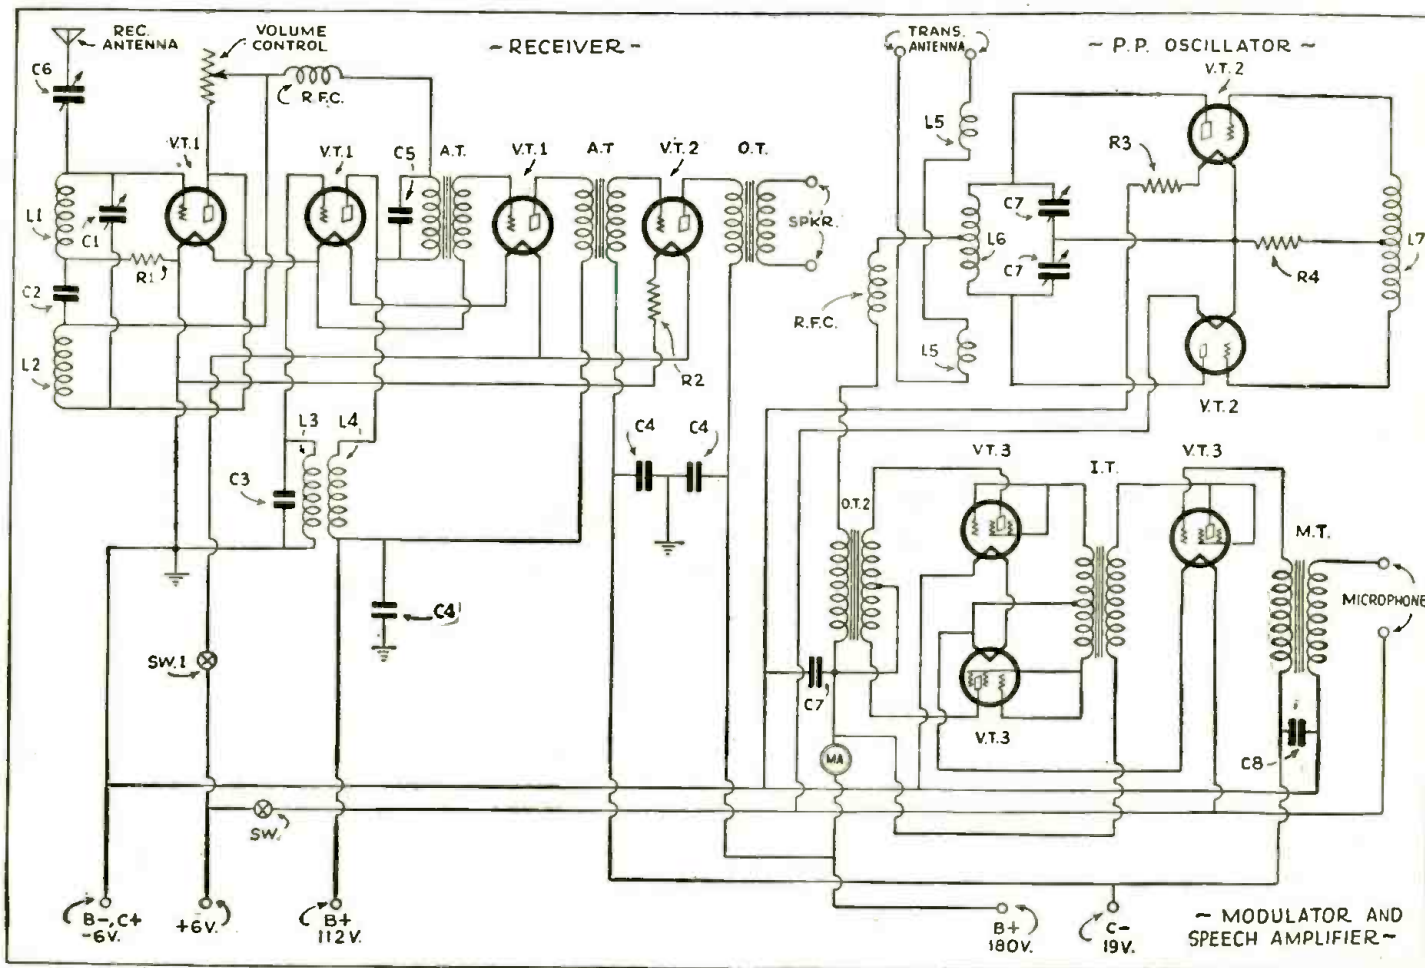 REC.
ANTENNA
VOLUME
CONTROL
~ RECEIVER ~
TRANS.
ANTENNA
~ P.P. OSCILLATOR ~
V.T.2
C6
R.F.C.
L5
R3
V.T.1
V.T.1
C5
A.T.
V.T.1
A.T
V.T.2
O.T.
L1
C1
SPKR.
C7
L6
L7
R1
C7
R4
C2
R.F.C.
L2
L5
R2
V.T.2
L3
L4
C4
C4
V.T.3
I.T.
V.T.3
C3
O.T.2
M.T.
MICROPHONE
C4
SW.1
C7
V.T.3
MA
C8
SW.
B-,C+
-6V.
+6V.
B+
112V.
B+
180V.
C-
19V.
~ MODULATOR AND
SPEECH AMPLIFIER ~